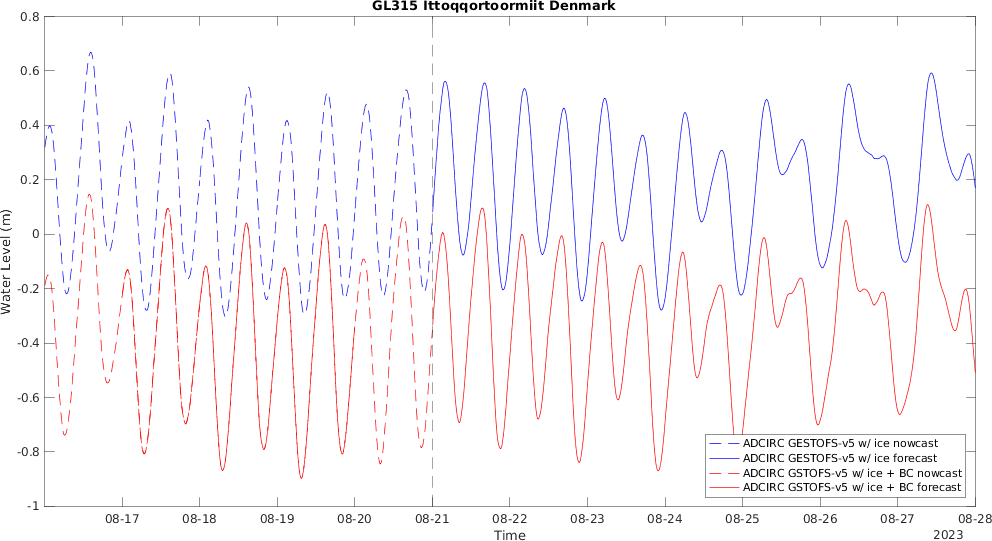 GL315 Ittoqqortoormiit Denmark
0.8
0.6
0.4
0.2
0
-0.2
-0.4
-0.6
-0.8
-1
Water Level (m)
08-17 08-18 08-19 08-20 08-21 08-22 08-23 08-24 08-25 08-26 08-27 08-28
Time
2023
ADCIRC GESTOFS-v5 w/ ice nowcast
ADCIRC GESTOFS-v5 w/ ice forecast
ADCIRC GSTOFS-v5 w/ ice + BC nowcast
ADCIRC GSTOFS-v5 w/ ice + BC forecast